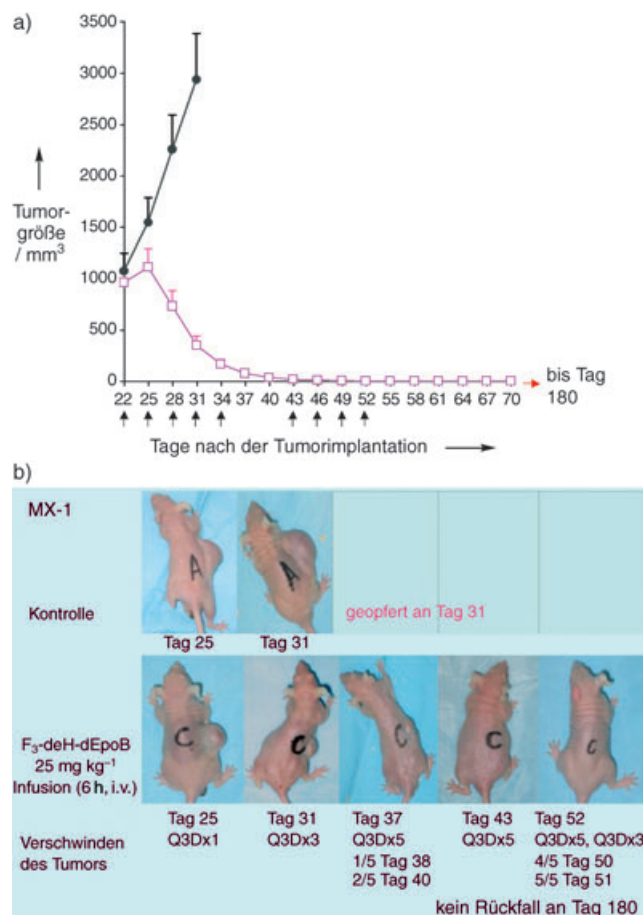 a)
3500
3000
2500
2000
1500
1000
500
0
Tumor-
größe
/ mm³
22 25 28 31 34 37 40 43 46 49 52 55 58 61 64 67 70
bis Tag
180
Tage nach der Tumorimplantation
b)
MX-1
A
A
Kontrolle
geopfert an Tag 31
Tag 25 Tag 31
C C C C C
F₃-deH-dEpoB
25 mg kg⁻¹
Infusion (6 h, i.v.)
Tag 25 Tag 31 Tag 37 Tag 43 Tag 52
Verschwinden Q3Dx1 Q3Dx3 Q3Dx5 Q3Dx5 Q3Dx5, Q3Dx3
des Tumors 1/5 Tag 38 4/5 Tag 50
2/5 Tag 40 5/5 Tag 51
kein Rückfall an Tag 180